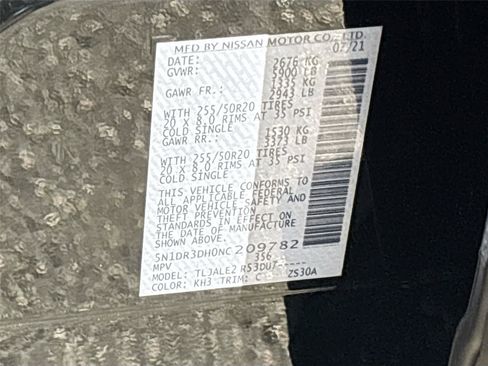 MFD BY NISSAN MOTOR CO., LTD.
DATE: 07/21
GVWR: 2676 KG
5900 LB
GAWR FR.: 1335 KG
2943 LB
WITH 255/50R20 TIRES
20 X 8.0 RIMS AT 35 PSI
COLD SINGLE
GAWR RR.: 1530 KG
3373 LB
WITH 255/50R20 TIRES
20 X 8.0 RIMS AT 35 PSI
COLD SINGLE
THIS VEHICLE CONFORMS TO
ALL APPLICABLE FEDERAL
MOTOR VEHICLE SAFETY AND
THEFT PREVENTION
STANDARDS IN EFFECT ON
THE DATE OF MANUFACTURE
SHOWN ABOVE.
5N1DR3DH0NC209782
MPV 356
MODEL: TLJALE2 R53DU7-----
COLOR: KH3 TRIM: C ZS30A